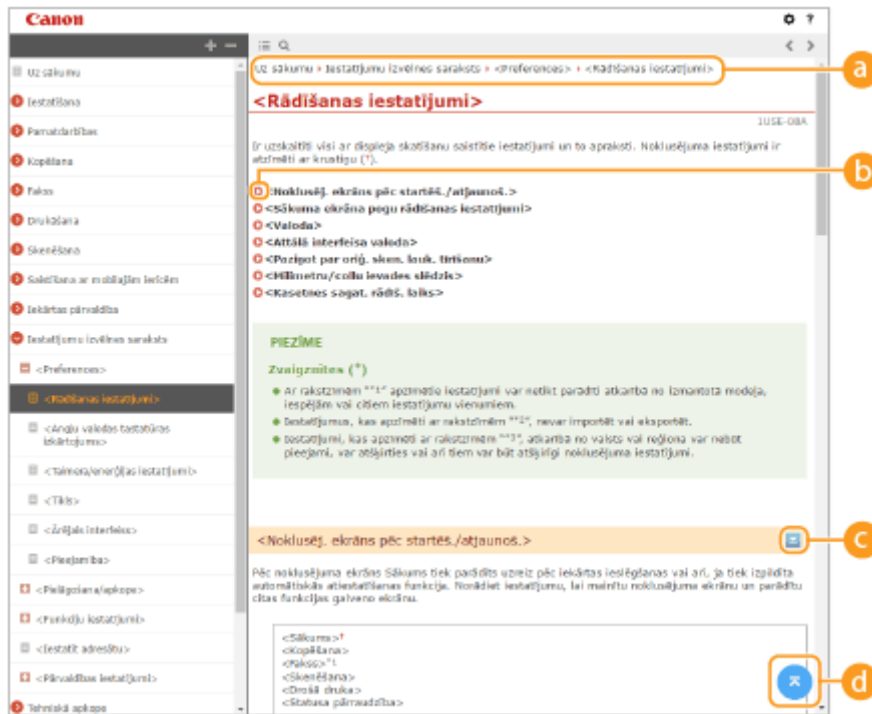 Canon
?
+ −
< >
Uz sākumu
Iestatīšana
Pamatdarbības
Kopēšana
Fakss
Drukāšana
Skenēšana
Saistīšana ar mobilajām ierīcēm
Iekārtas pārvaldība
Iestatījumu izvēlnes saraksts
<Preferences>
<Rādīšanas iestatījumi>
<Angļu valodas tastatūras
izkārtojums>
<Taimera/enerģijas iestatījumi>
<Tīkls>
<Ārējais interfeiss>
<Pieejamība>
<Pielāgošana/apkope>
<Funkciju iestatījumi>
<Iestatīt adresātu>
<Pārvaldības iestatījumi>
Tehniskā apkope
Uz sākumu › Iestatījumu izvēlnes saraksts › <Preferences> › <Rādīšanas iestatījumi>
<Rādīšanas iestatījumi>
1USE-08A
Ir uzskaitīti visi ar displeja skatīšanu saistītie iestatījumi un to apraksti. Noklusējuma iestatījumi ir
atzīmēti ar krustiņu (†).
<Noklusēj. ekrāns pēc startēš./atjaunoš.>
<Sākuma ekrāna pogu rādīšanas iestatījumi>
<Valoda>
<Attālā interfeisa valoda>
<Paziņot par oriģ. sken. lauk. tīrīšanu>
<Milimetru/collu ievades slēdzis>
<Kasetnes sagat. rādīš. laiks>
PIEZĪME
Zvaigznītes (*)
Ar rakstzīmēm "*1" apzīmētie iestatījumi var netikt parādīti atkarībā no izmantotā modeļa,
iespējām vai citiem iestatījumu vienumiem.
Iestatījumus, kas apzīmēti ar rakstzīmēm "*2", nevar importēt vai eksportēt.
Iestatījumi, kas apzīmēti ar rakstzīmēm "*3", atkarībā no valsts vai reģiona var nebūt
pieejami, var atšķirties vai arī tiem var būt atšķirīgi noklusējuma iestatījumi.
<Noklusēj. ekrāns pēc startēš./atjaunoš.>
Pēc noklusējuma ekrāns Sākums tiek parādīts uzreiz pēc iekārtas ieslēgšanas vai arī, ja tiek izpildīta
automātiskās atiestatīšanas funkcija. Norādiet iestatījumu, lai mainītu noklusējuma ekrānu un parādītu
citas funkcijas galveno ekrānu.
<Sākums>†
<Kopēšana>
<Fakss>*1
<Skenēšana>
<Drošā druka>
<Statusa pārraudzība>
a
b
c
d